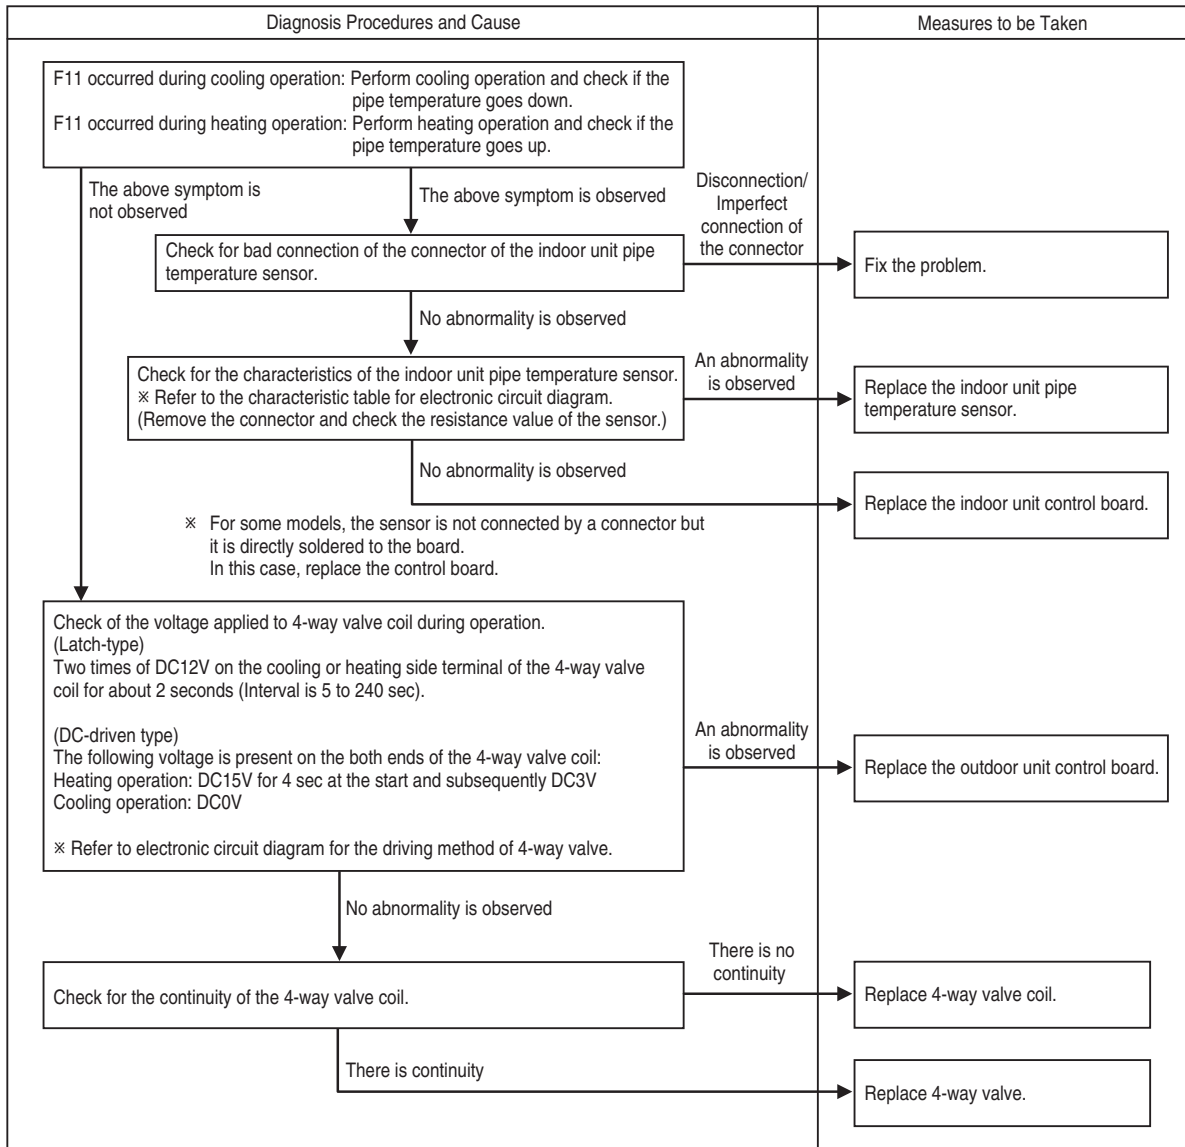 Diagnosis Procedures and Cause
Measures to be Taken
F11 occurred during cooling operation: Perform cooling operation and check if the
pipe temperature goes down.
F11 occurred during heating operation: Perform heating operation and check if the
pipe temperature goes up.
The above symptom is
not observed
The above symptom is observed
Disconnection/
Imperfect
connection of
the connector
Check for bad connection of the connector of the indoor unit pipe
temperature sensor.
Fix the problem.
No abnormality is observed
An abnormality
is observed
Check for the characteristics of the indoor unit pipe temperature sensor.
※ Refer to the characteristic table for electronic circuit diagram.
(Remove the connector and check the resistance value of the sensor.)
Replace the indoor unit pipe
temperature sensor.
No abnormality is observed
Replace the indoor unit control board.
※ For some models, the sensor is not connected by a connector but
it is directly soldered to the board.
In this case, replace the control board.
Check of the voltage applied to 4-way valve coil during operation.
(Latch-type)
Two times of DC12V on the cooling or heating side terminal of the 4-way valve
coil for about 2 seconds (Interval is 5 to 240 sec).
(DC-driven type)
The following voltage is present on the both ends of the 4-way valve coil:
Heating operation: DC15V for 4 sec at the start and subsequently DC3V
Cooling operation: DC0V
※ Refer to electronic circuit diagram for the driving method of 4-way valve.
An abnormality
is observed
Replace the outdoor unit control board.
No abnormality is observed
There is no
continuity
Check for the continuity of the 4-way valve coil.
Replace 4-way valve coil.
There is continuity
Replace 4-way valve.